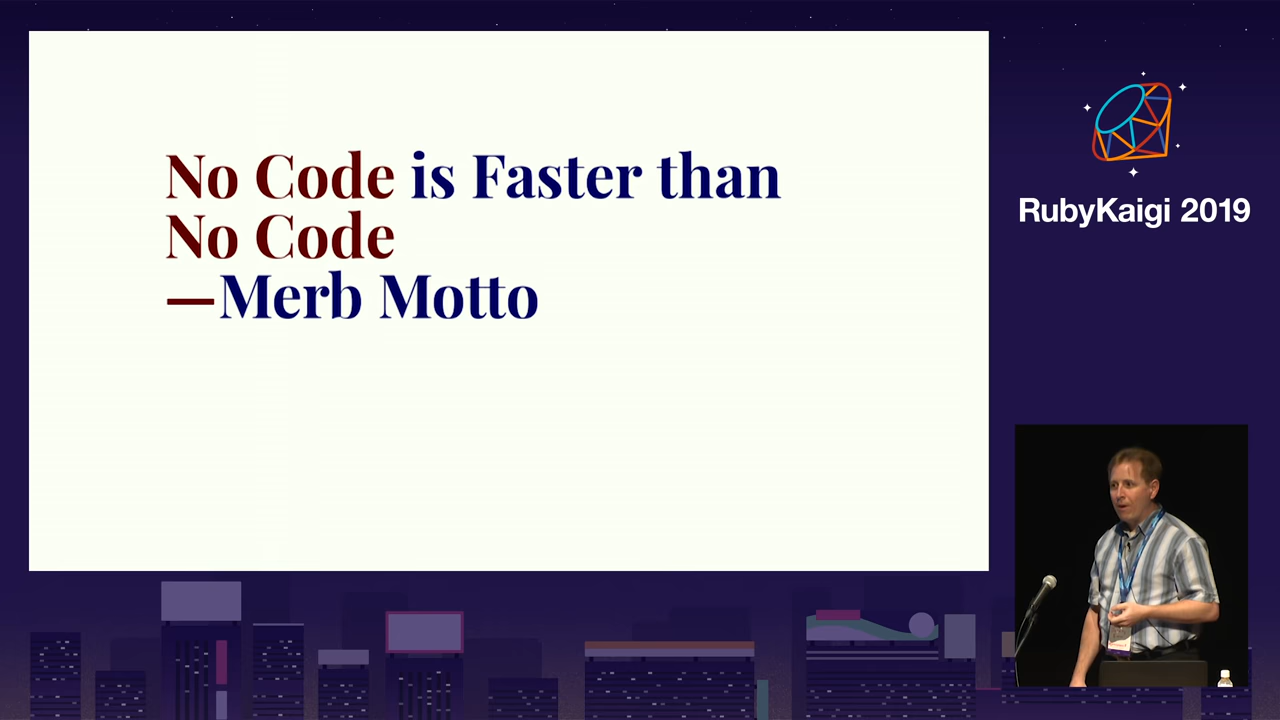 No Code is Faster than
No Code
—Merb Motto
RubyKaigi 2019